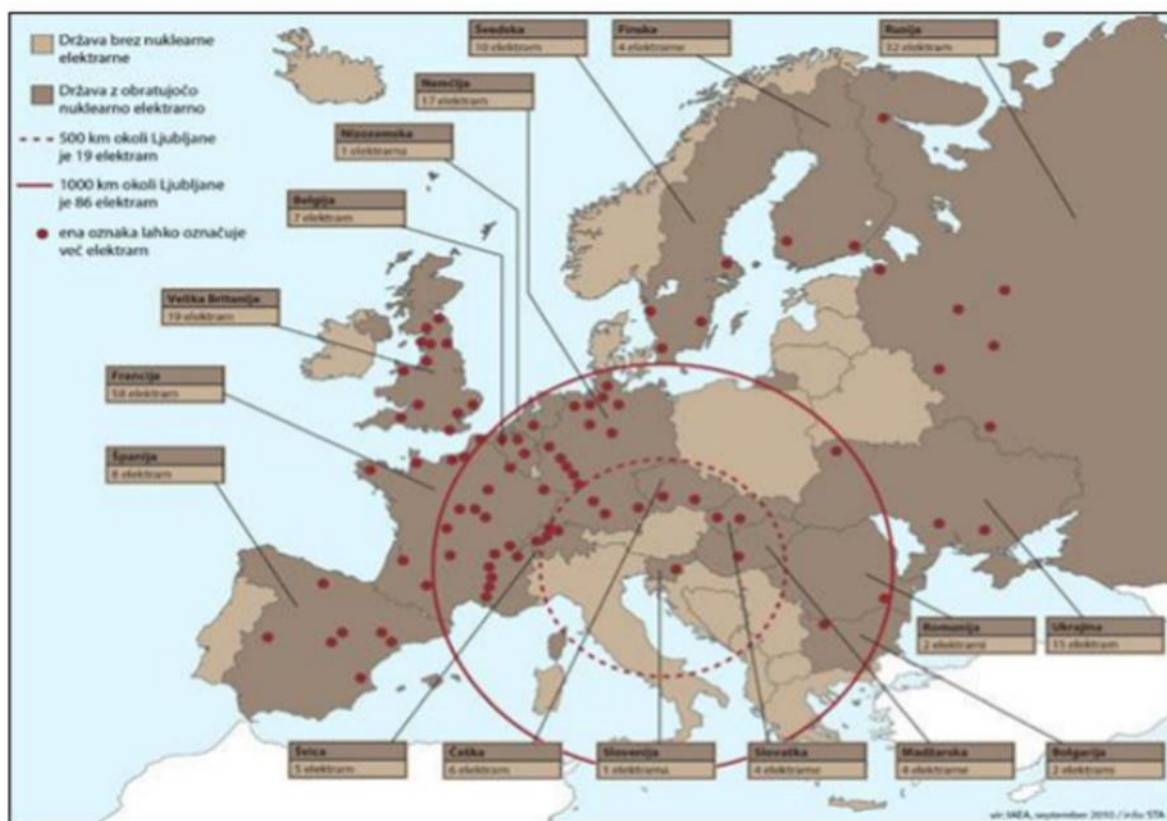 Država brez nuklearne
elektrarne
Država z obratujočo
nuklearno elektrarno
500 km okoli Ljubljane
je 19 elektrarn
1000 km okoli Ljubljane
je 86 elektrarn
ena oznaka lahko označuje
več elektrarn
Švedska
10 elektrarn
Finska
4 elektrarne
Rusija
32 elektrarn
Nemčija
17 elektrarn
Nizozemska
1 elektrarna
Belgija
7 elektrarn
Velika Britanija
19 elektrarn
Francija
58 elektrarn
Španija
8 elektrarn
Romunija
2 elektrarni
Ukrajina
15 elektrarn
Švica
5 elektrarn
Češka
6 elektrarn
Slovenija
1 elektrarna
Slovaška
4 elektrarne
Madžarska
4 elektrarne
Bolgarija
2 elektrarni
vir: IAEA, september 2010 / info: STA